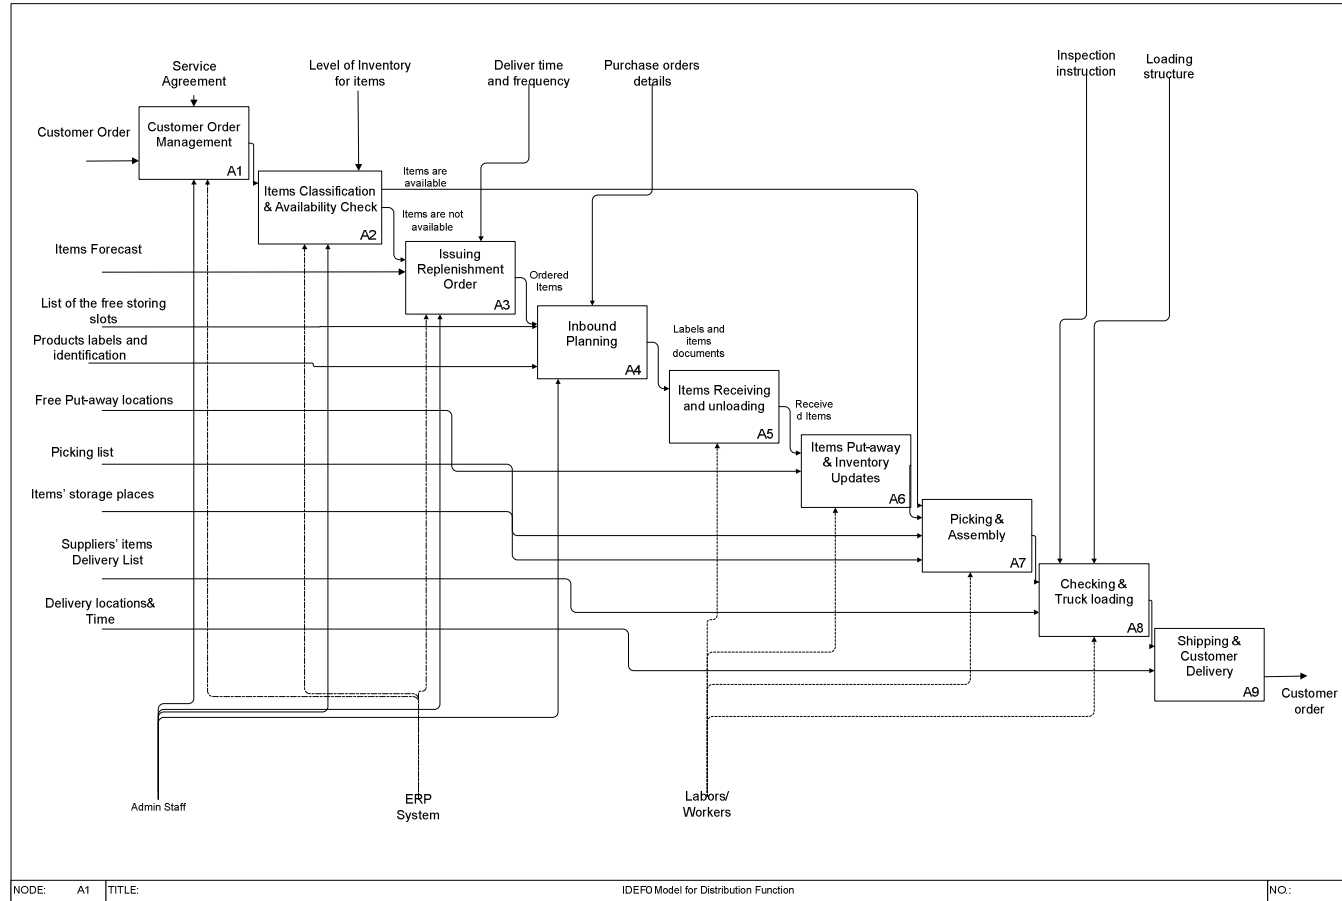 Service
Agreement
Level of Inventory
for items
Deliver time
and frequency
Purchase orders
details
Inspection
instruction
Loading
structure
Customer Order
Customer Order
Management
A1
Items Classification
& Availability Check
A2
Items are
available
Items are not
available
Items Forecast
Issuing
Replenishment
Order
A3
Ordered
Items
List of the free storing
slots
Products labels and
identification
Inbound
Planning
A4
Labels and
items
documents
Free Put-away locations
Items Receiving
and unloading
A5
Receive
d Items
Picking list
Items Put-away
& Inventory
Updates
A6
Items' storage places
Picking &
Assembly
A7
Suppliers' items
Delivery List
Checking &
Truck loading
A8
Delivery locations&
Time
Shipping &
Customer
Delivery
A9
Customer
order
Admin Staff
ERP
System
Labors/
Workers
NODE: A1 TITLE: IDEF0 Model for Distribution Function NO.: